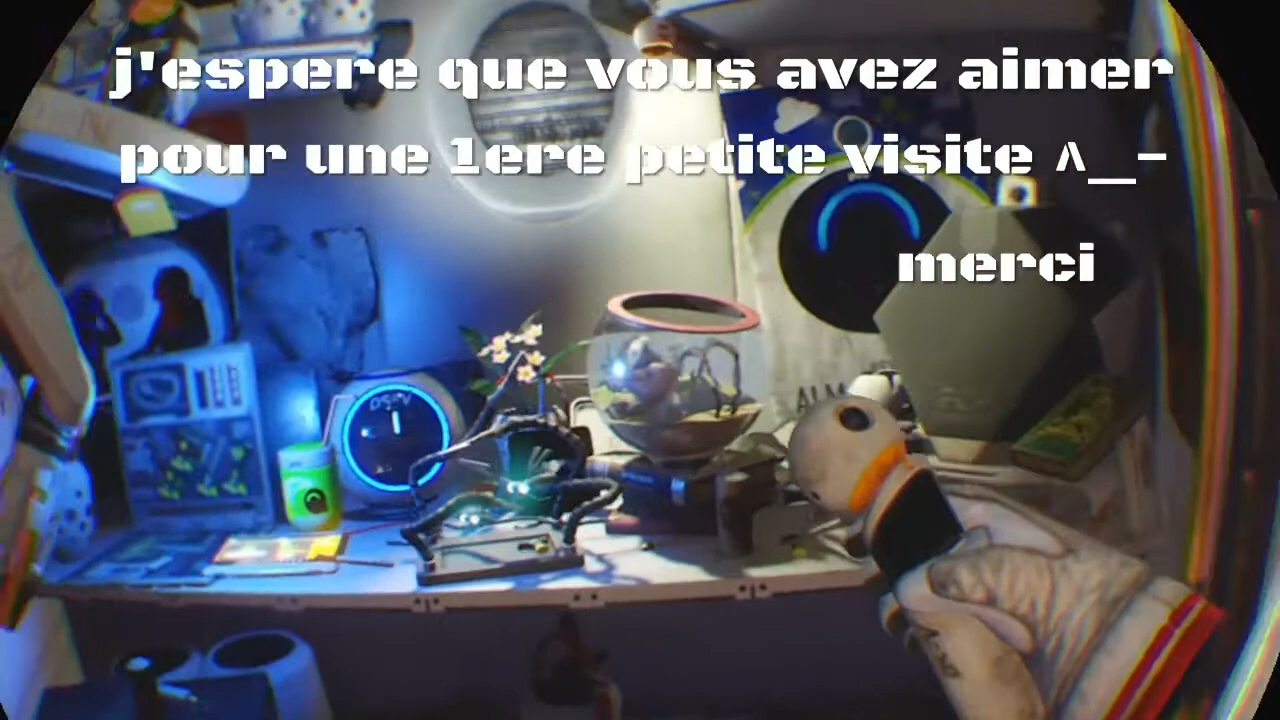 j'espere que vous avez aimer
pour une 1ere petite visite ^_-
merci